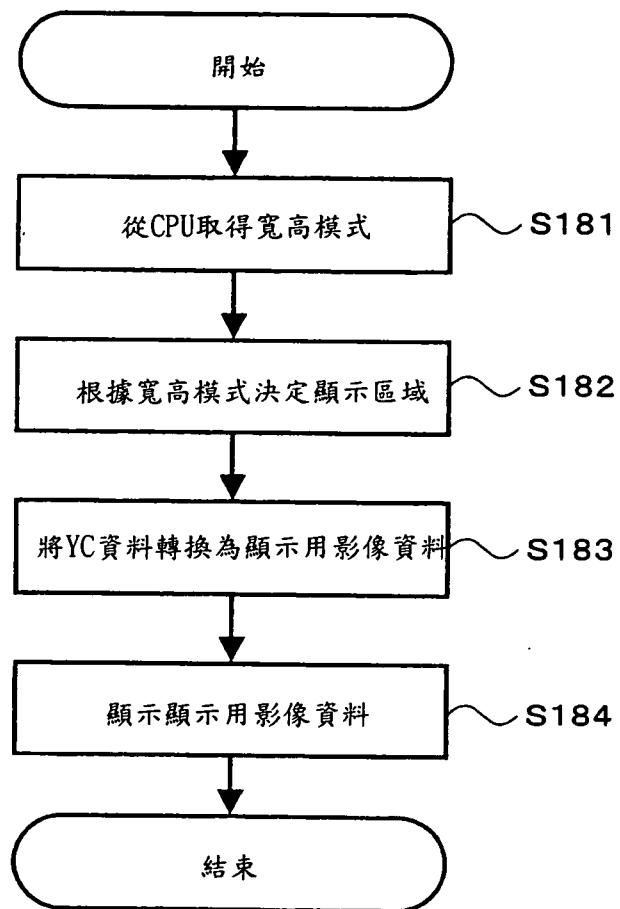 開始
從CPU取得寬高模式
S181
根據寬高模式決定顯示區域
S182
將YC資料轉換為顯示用影像資料
S183
顯示顯示用影像資料
S184
結束